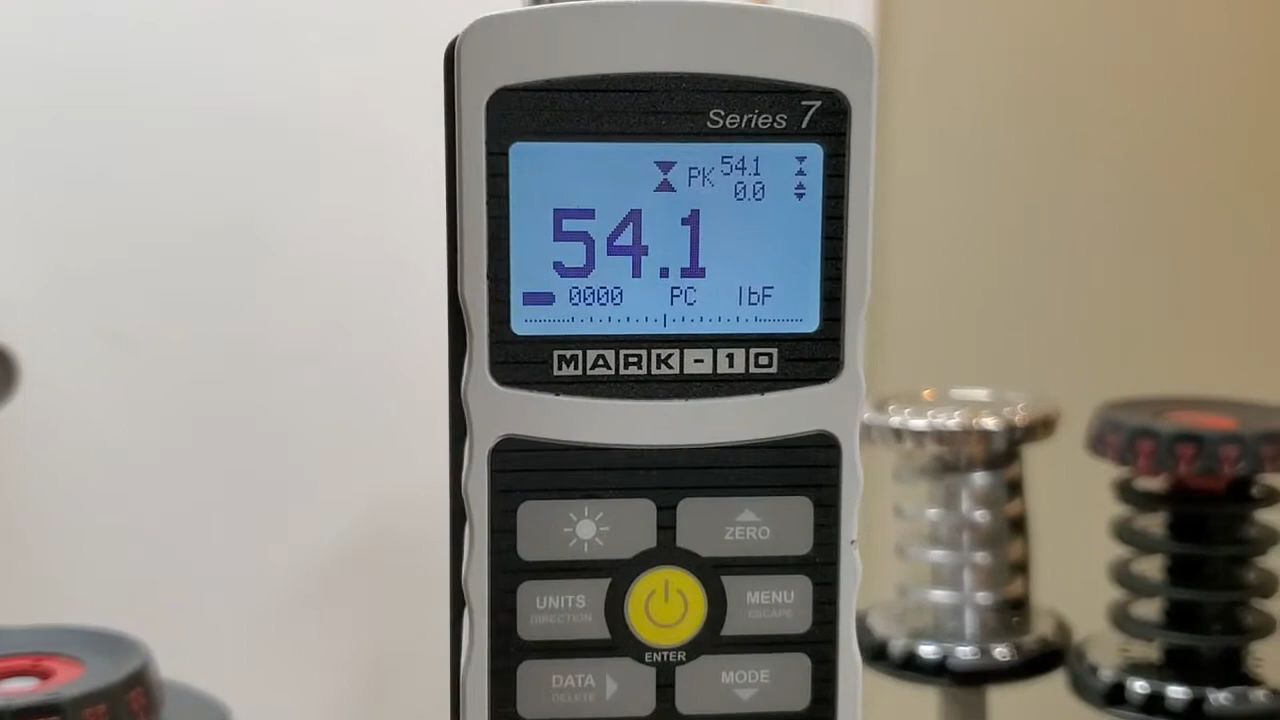 Series 7
PK 54.1
0.0
54.1
0000 PC lbF
MARK-10
ZERO
UNITS
DIRECTION
MENU
ESCAPE
ENTER
DATA
DELETE
MODE